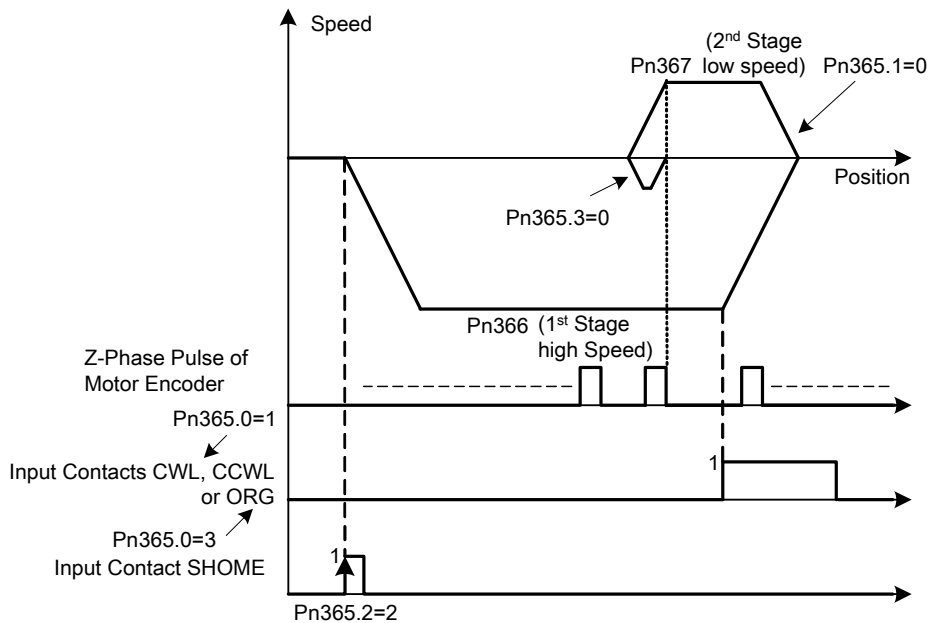 Speed
(2nd Stage
Pn367 low speed)
Pn365.1=0
Position
Pn365.3=0
Pn366 (1st Stage
high Speed)
Z-Phase Pulse of
Motor Encoder
Pn365.0=1
Input Contacts CWL, CCWL
or ORG
1
Pn365.0=3
Input Contact SHOME
1
Pn365.2=2